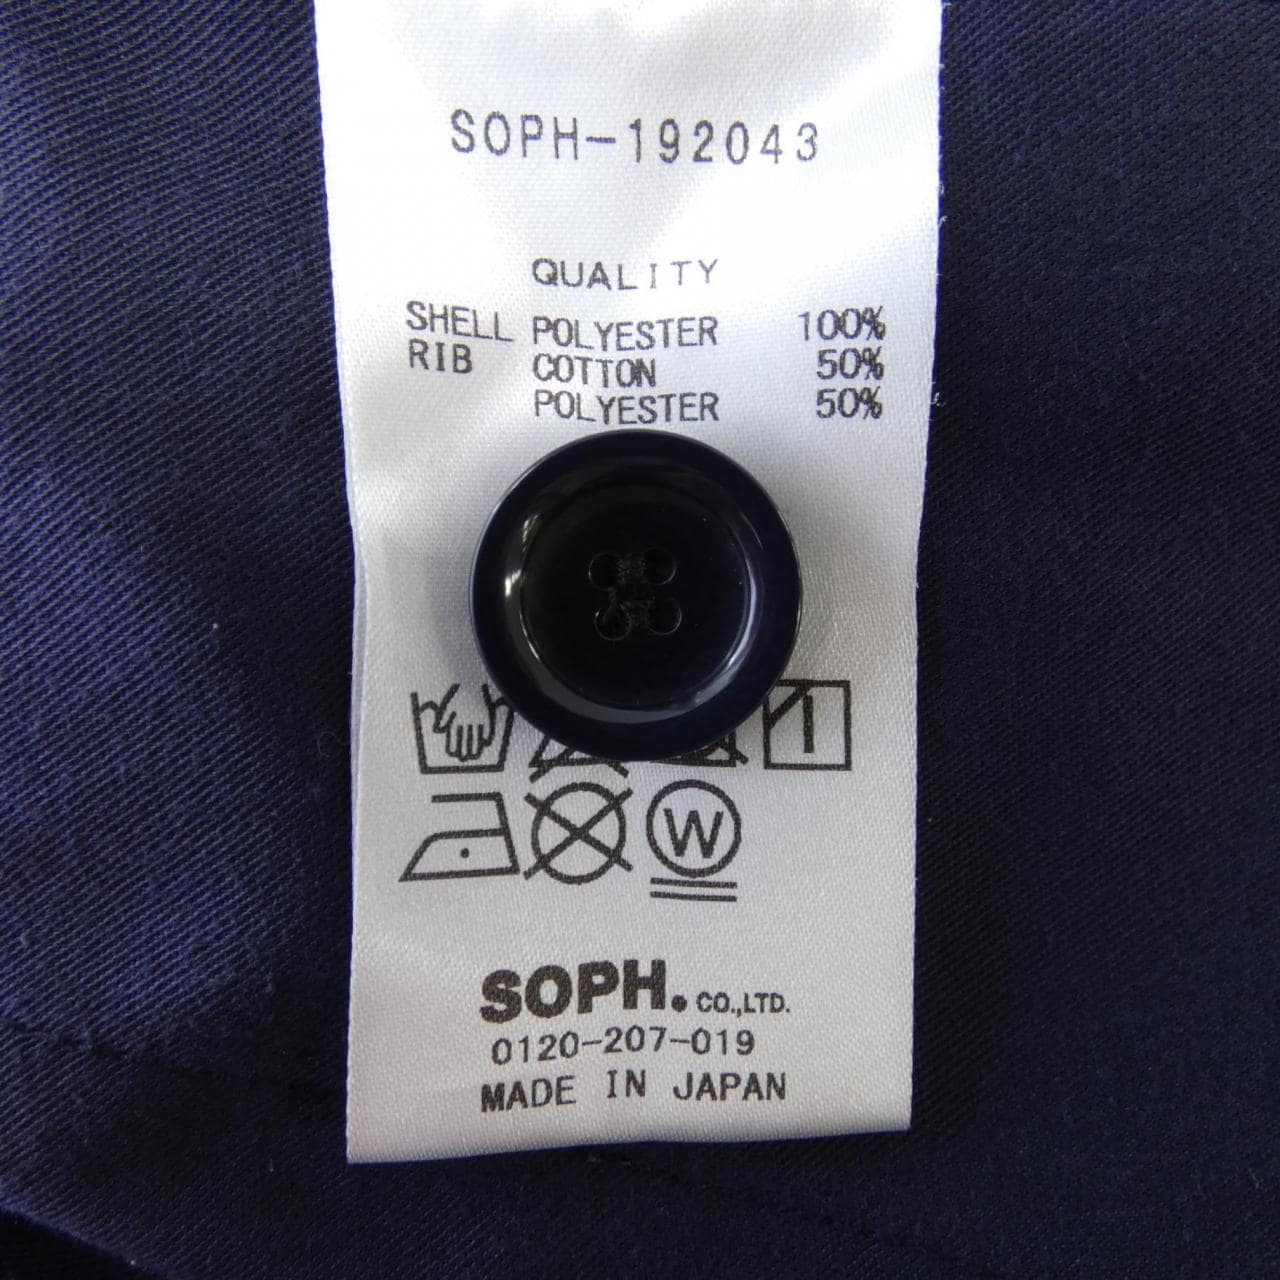 SOPH-192043
QUALITY
SHELL POLYESTER 100%
RIB COTTON 50%
POLYESTER 50%
W
SOPH. CO.,LTD.
0120-207-019
MADE IN JAPAN